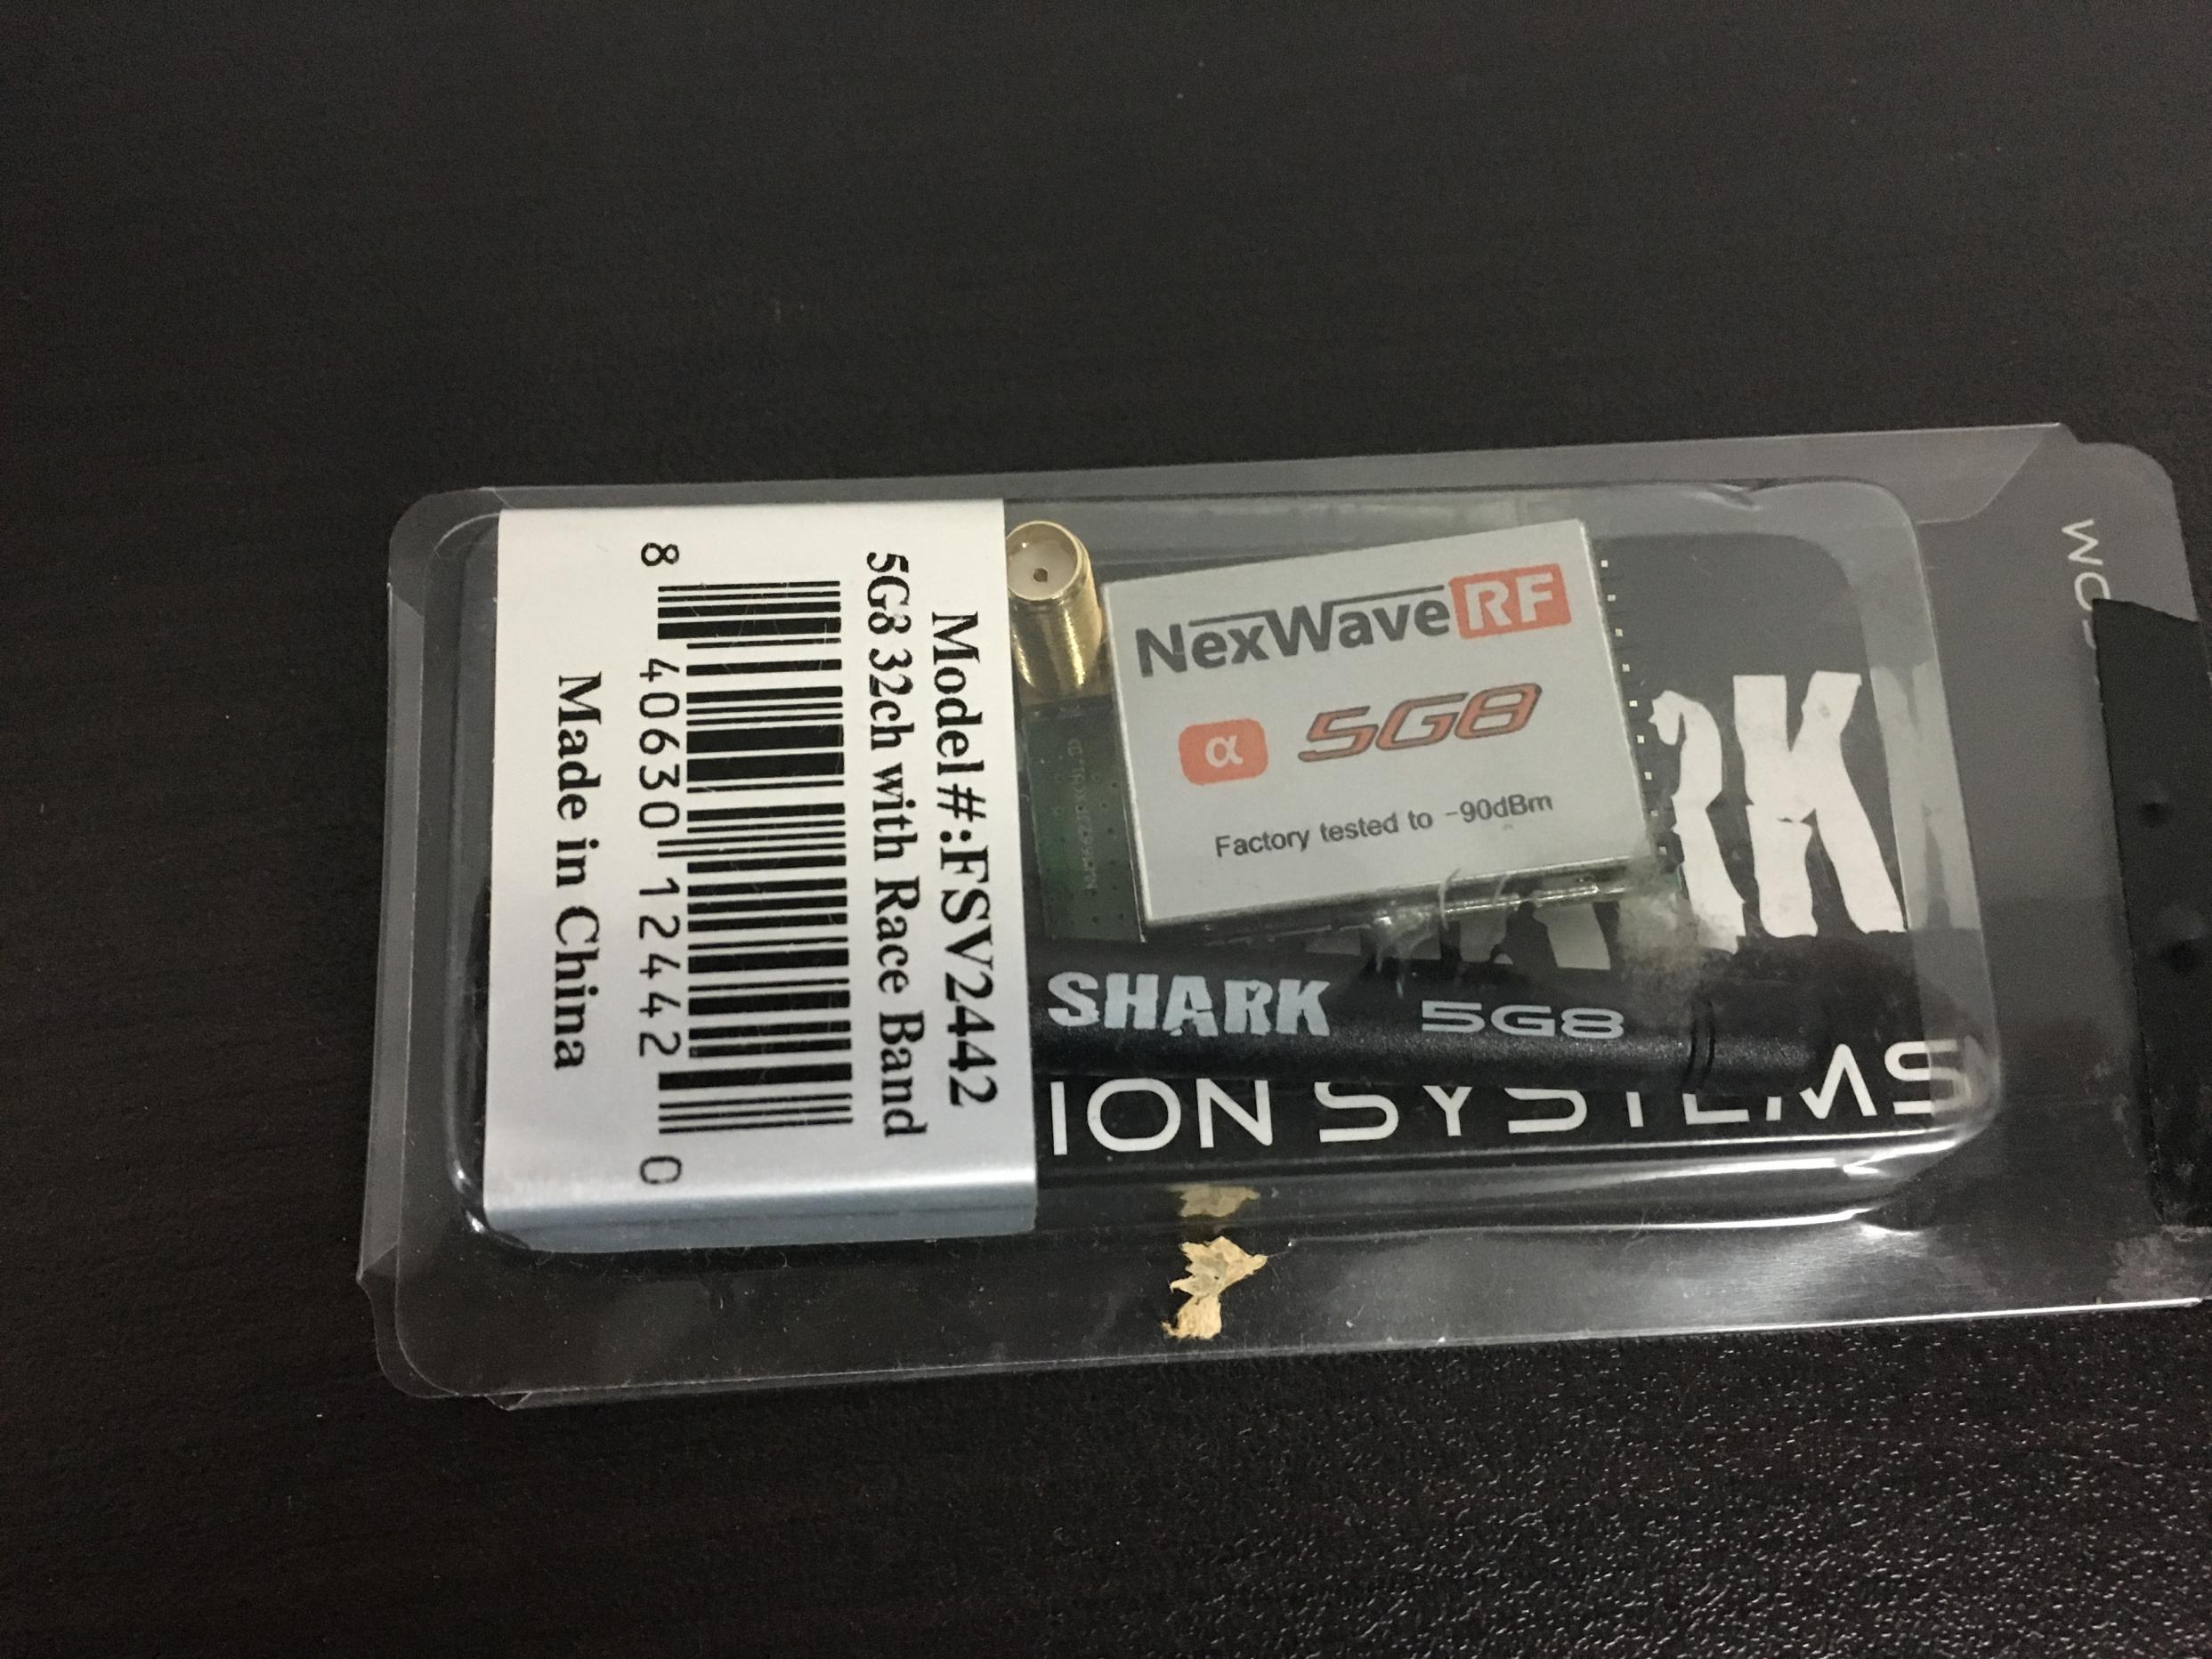 Model#:FSV2442
5G8 32ch with Race Band
8 40630 12442 0
Made in China
NexWaveRF
α 5G8
Factory tested to -90dBm
SHARK 5G8
RK
ION SYSTEMS